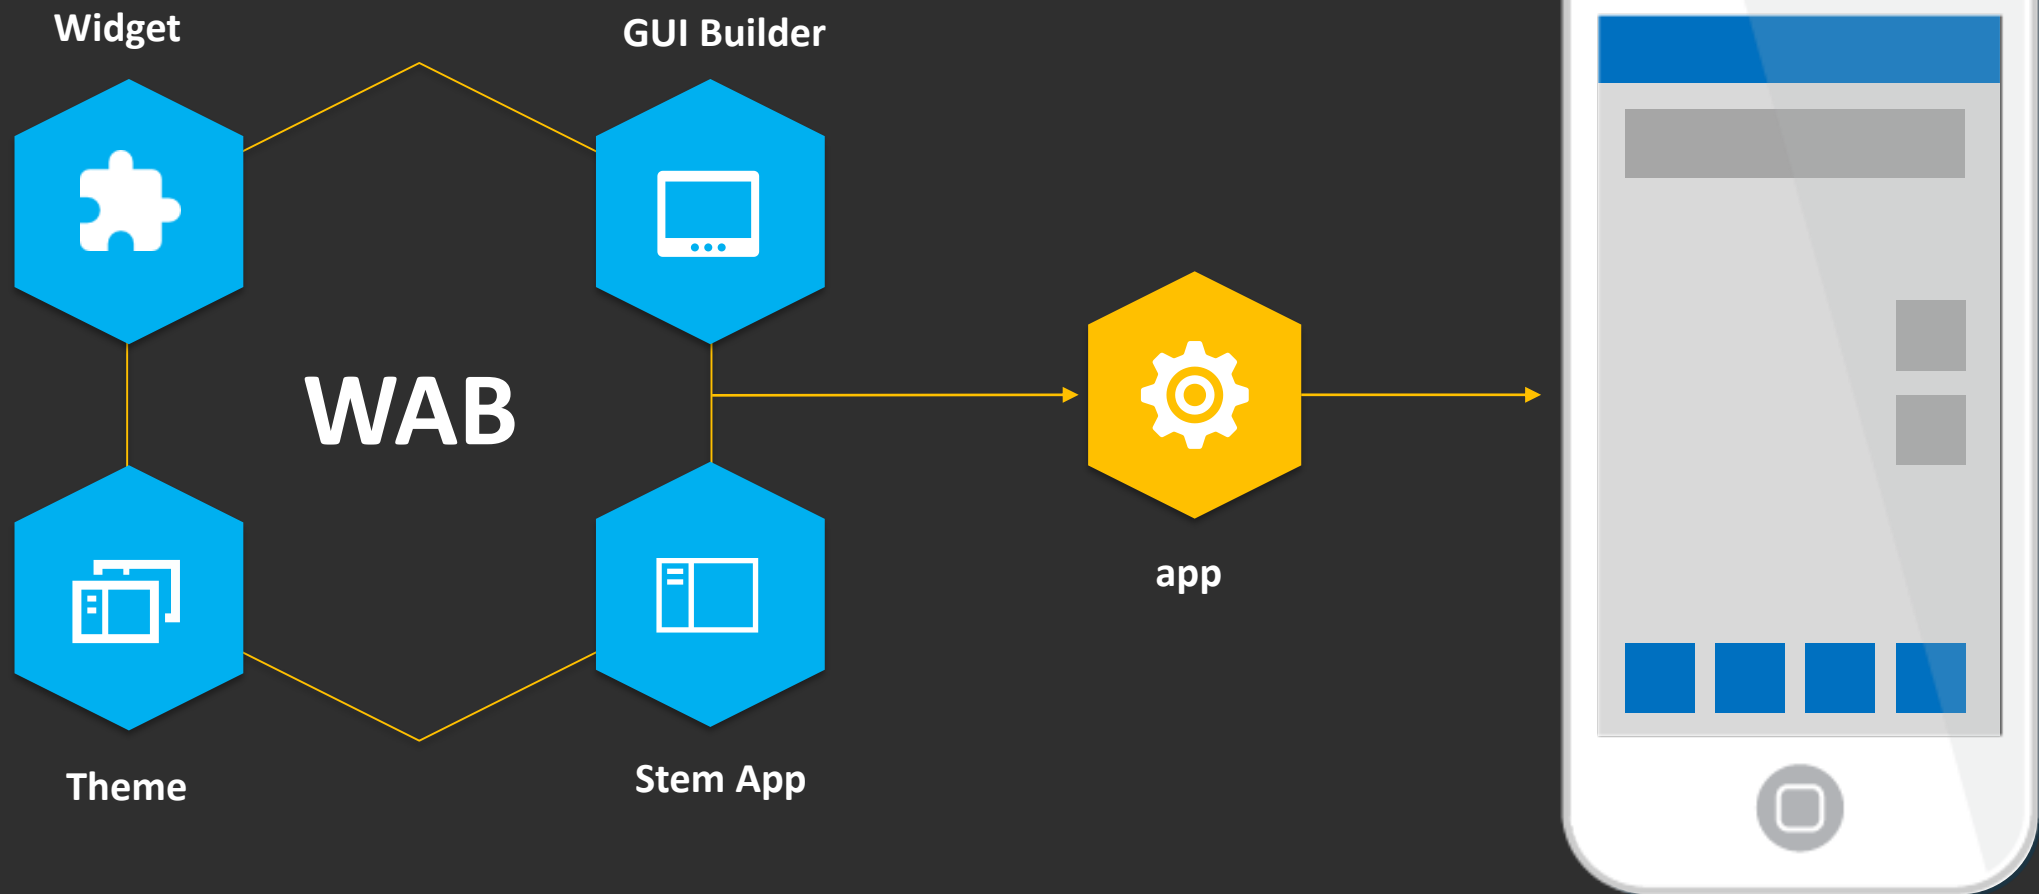 Widget
GUI Builder
WAB
app
Theme
Stem App